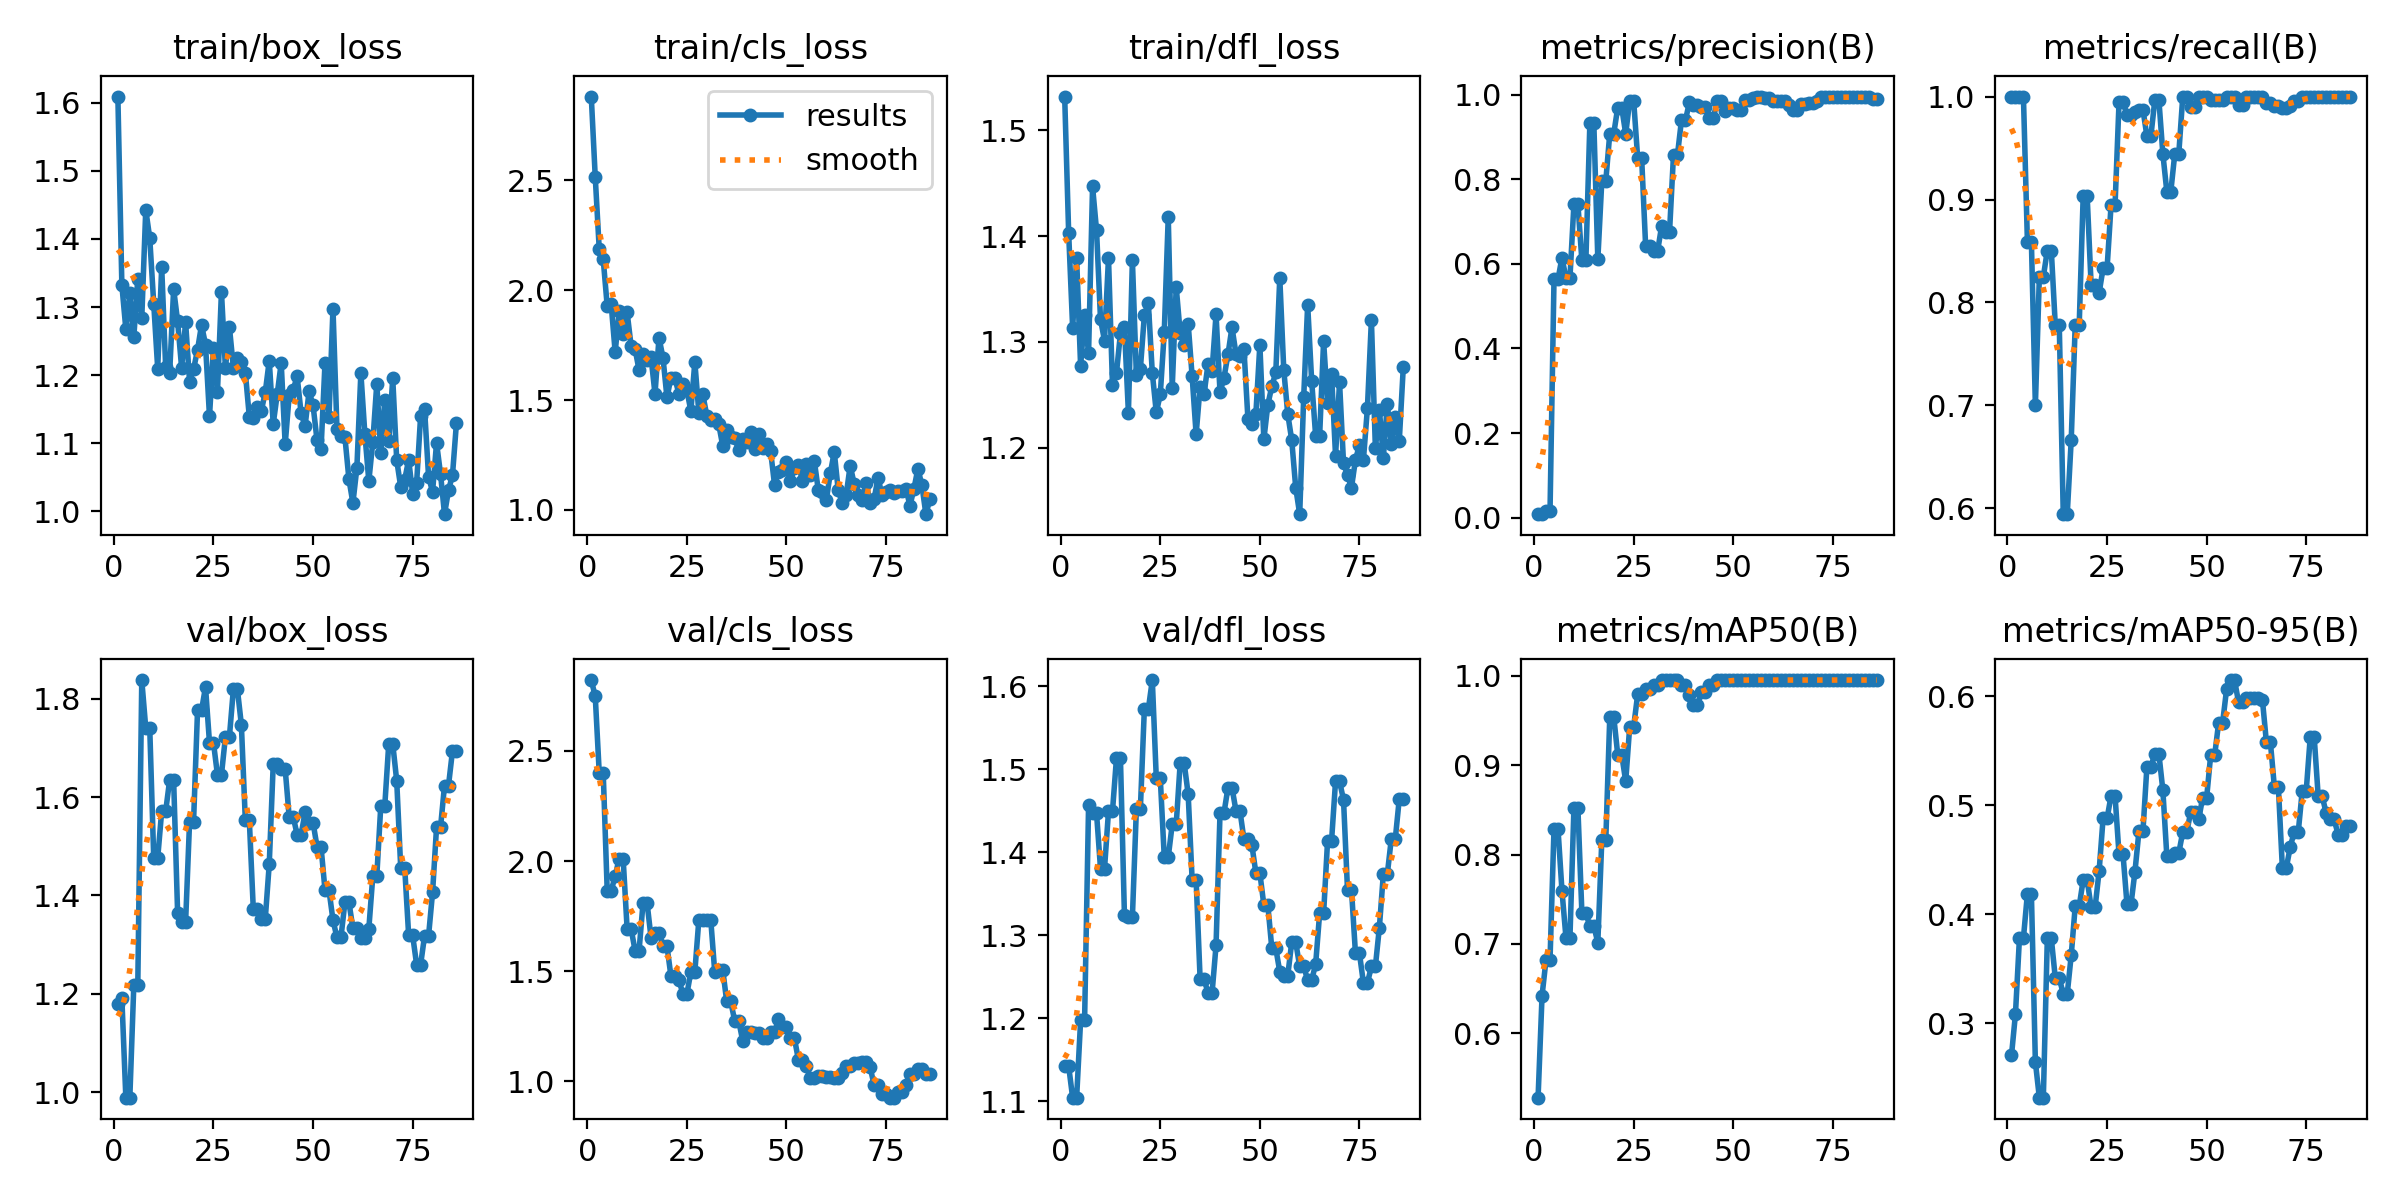 train/box_loss
train/cls_loss
train/dfl_loss
metrics/precision(B)
metrics/recall(B)
results
smooth
1.6
1.5
1.4
1.3
1.2
1.1
1.0
0 25 50 75
2.5
2.0
1.5
1.0
0 25 50 75
1.5
1.4
1.3
1.2
0 25 50 75
1.0
0.8
0.6
0.4
0.2
0.0
0 25 50 75
1.0
0.9
0.8
0.7
0.6
0 25 50 75
val/box_loss
val/cls_loss
val/dfl_loss
metrics/mAP50(B)
metrics/mAP50-95(B)
1.8
1.6
1.4
1.2
1.0
0 25 50 75
2.5
2.0
1.5
1.0
0 25 50 75
1.6
1.5
1.4
1.3
1.2
1.1
0 25 50 75
1.0
0.9
0.8
0.7
0.6
0 25 50 75
0.6
0.5
0.4
0.3
0 25 50 75